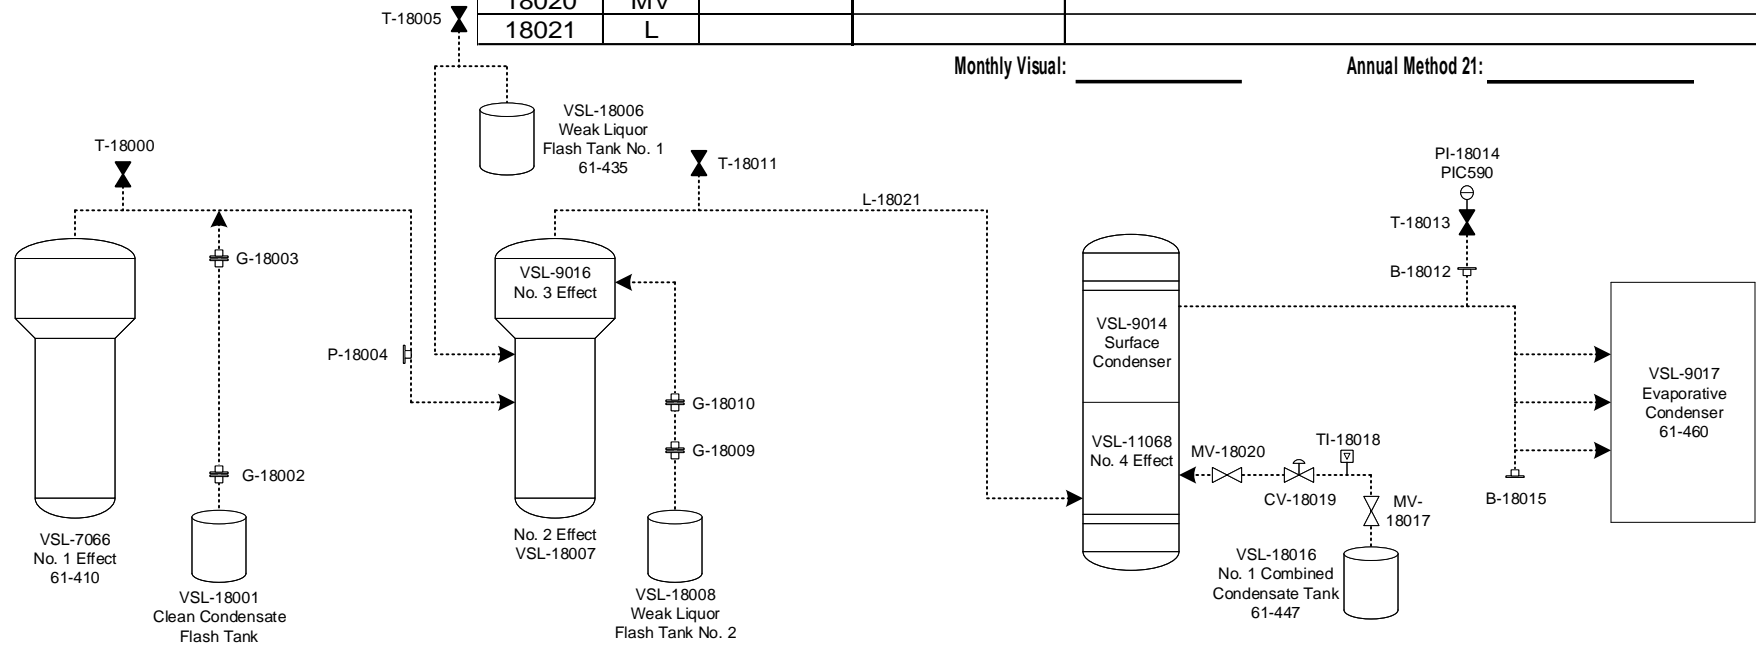 18020 MV
T-18005
18021 L
Monthly Visual:
Annual Method 21:
VSL-18006
Weak Liquor
Flash Tank No. 1
61-435
T-18000
T-18011
PI-18014
PIC590
L-18021
T-18013
G-18003
B-18012
VSL-9016
No. 3 Effect
VSL-9014
Surface
Condenser
P-18004
VSL-9017
Evaporative
Condenser
61-460
G-18010
G-18009
VSL-11068
No. 4 Effect
MV-18020
TI-18018
G-18002
CV-18019
MV-
18017
B-18015
VSL-7066
No. 1 Effect
61-410
No. 2 Effect
VSL-18007
VSL-18016
No. 1 Combined
Condensate Tank
61-447
VSL-18001
Clean Condensate
Flash Tank
VSL-18008
Weak Liquor
Flash Tank No. 2